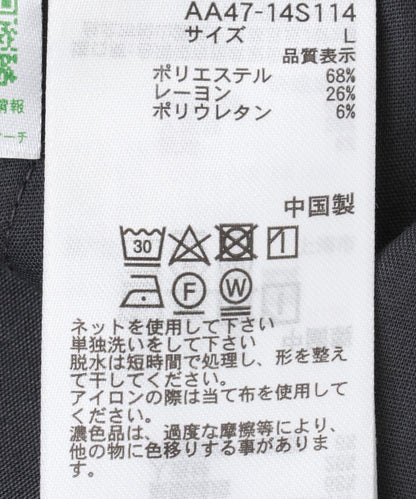 AA47-14S114
サイズ L
品質表示
ポリエステル 68%
レーヨン 26%
ポリウレタン 6%
中国製
30
F W
ネットを使用して下さい
単独洗いをして下さい
脱水は短時間で処理し、形を整え
て干してください。
アイロンの際は当て布を使用して
ください。
濃色品は、過度な摩擦等により、
他の物に色移りする事がありま
す。
情報
ーチ